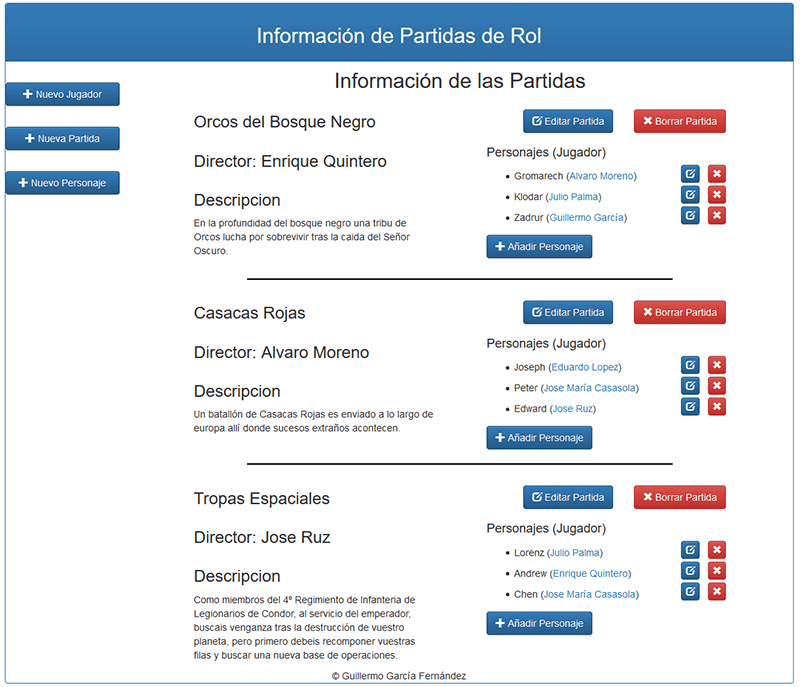 Información de Partidas de Rol
Nuevo Jugador
Nueva Partida
Nuevo Personaje
Información de las Partidas
Orcos del Bosque Negro
Editar Partida
Borrar Partida
Director: Enrique Quintero
Descripcion
En la profundidad del bosque negro una tribu de
Orcos lucha por sobrevivir tras la caida del Señor
Oscuro.
Personajes (Jugador)
Gromarech (Alvaro Moreno)
Klodar (Julio Palma)
Zadrur (Guillermo García)
Añadir Personaje
Casacas Rojas
Editar Partida
Borrar Partida
Director: Alvaro Moreno
Descripcion
Un batallón de Casacas Rojas es enviado a lo largo de
europa allí donde sucesos extraños acontecen.
Personajes (Jugador)
Joseph (Eduardo Lopez)
Peter (Jose María Casasola)
Edward (Jose Ruz)
Añadir Personaje
Tropas Espaciales
Editar Partida
Borrar Partida
Director: Jose Ruz
Descripcion
Como miembros del 4º Regimiento de Infanteria de
Legionarios de Condor, al servicio del emperador,
buscais venganza tras la destrucción de vuestro
planeta, pero primero debeis recomponer vuestras
filas y buscar una nueva base de operaciones.
Personajes (Jugador)
Lorenz (Julio Palma)
Andrew (Enrique Quintero)
Chen (Jose María Casasola)
Añadir Personaje
© Guillermo García Fernández